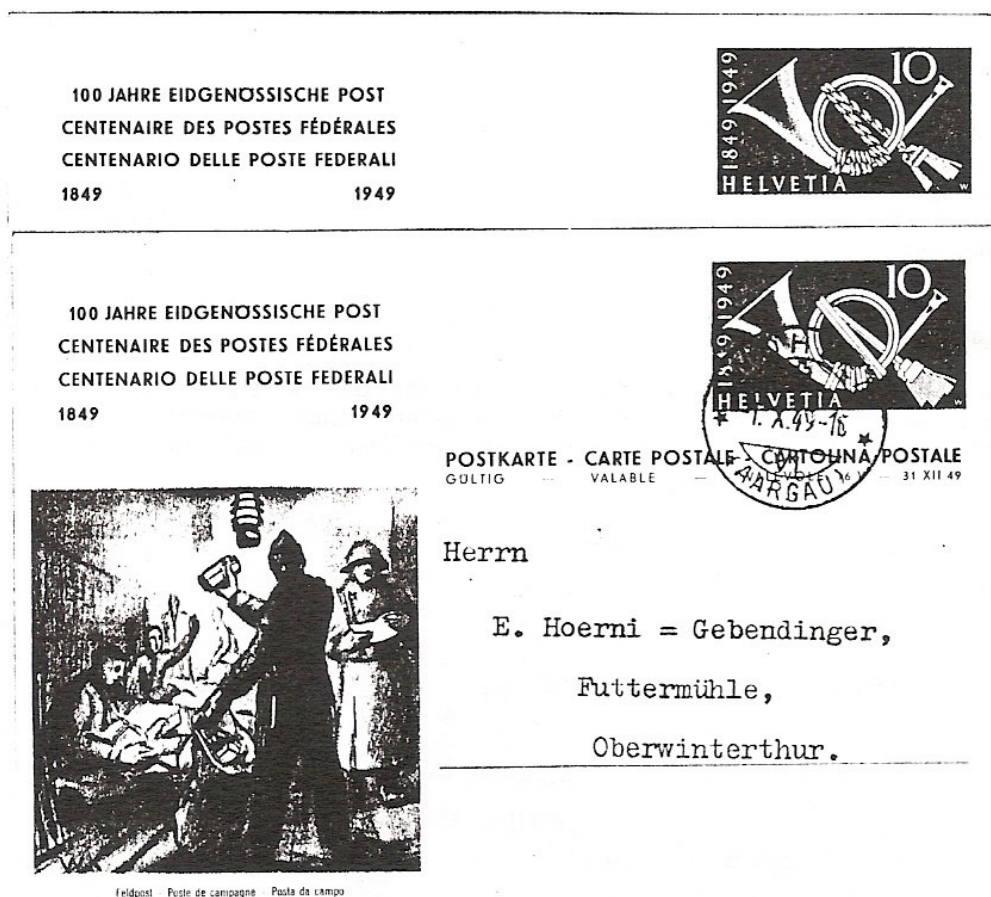 100 JAHRE EIDGENÖSSISCHE POST
CENTENAIRE DES POSTES FÉDÉRALES
CENTENARIO DELLE POSTE FEDERALI
1849 1949
1849 1949
10
HELVETIA
W
100 JAHRE EIDGENÖSSISCHE POST
CENTENAIRE DES POSTES FÉDÉRALES
CENTENARIO DELLE POSTE FEDERALI
1849 1949
1849 1949
10
HELVETIA
W
1. X. 49-16
VI
(AARGAU)
POSTKARTE - CARTE POSTALE - CARTOUNA POSTALE
GÜLTIG — VALABLE — 16 V — 31 XII 49
Herrn
E. Hoerni = Gebendinger,
Futtermühle,
Oberwinterthur.
Feldpost - Poste de campagne - Posta da campo